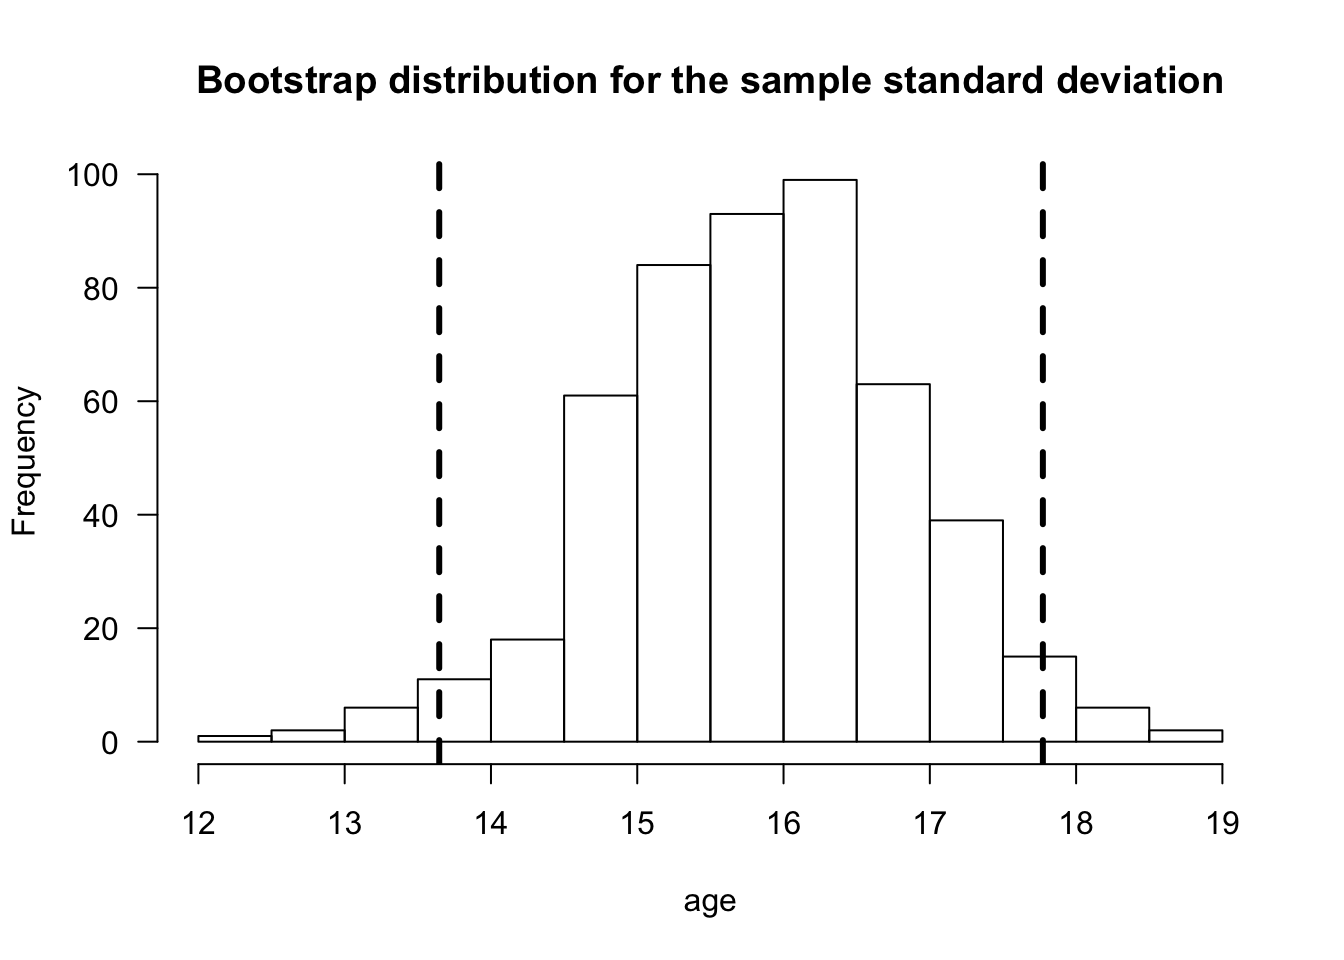 Bootstrap distribution for the sample standard deviation
100
80
60
40
20
0
Frequency
12 13 14 15 16 17 18 19
age